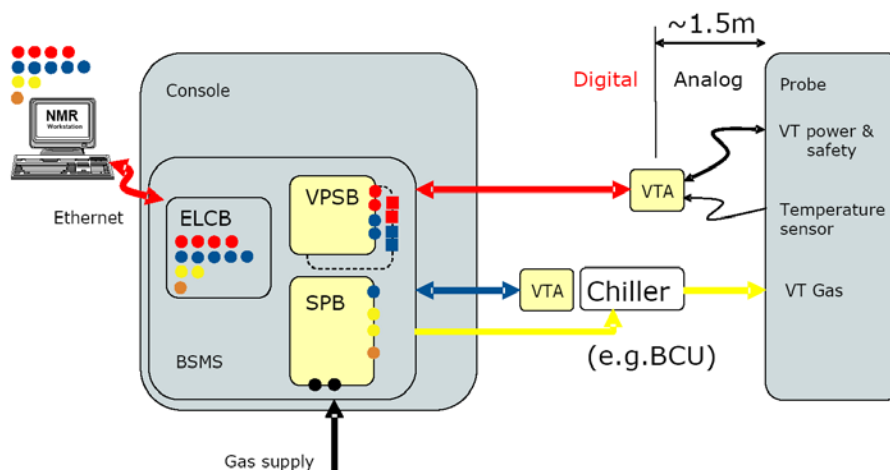 ~1.5m
Digital
Analog
Console
Probe
NMR
Workstation
VT power &
safety
VPSB
VTA
Ethernet
ELCB
Temperature
sensor
SPB
VTA
Chiller
VT Gas
BSMS
(e.g.BCU)
Gas supply